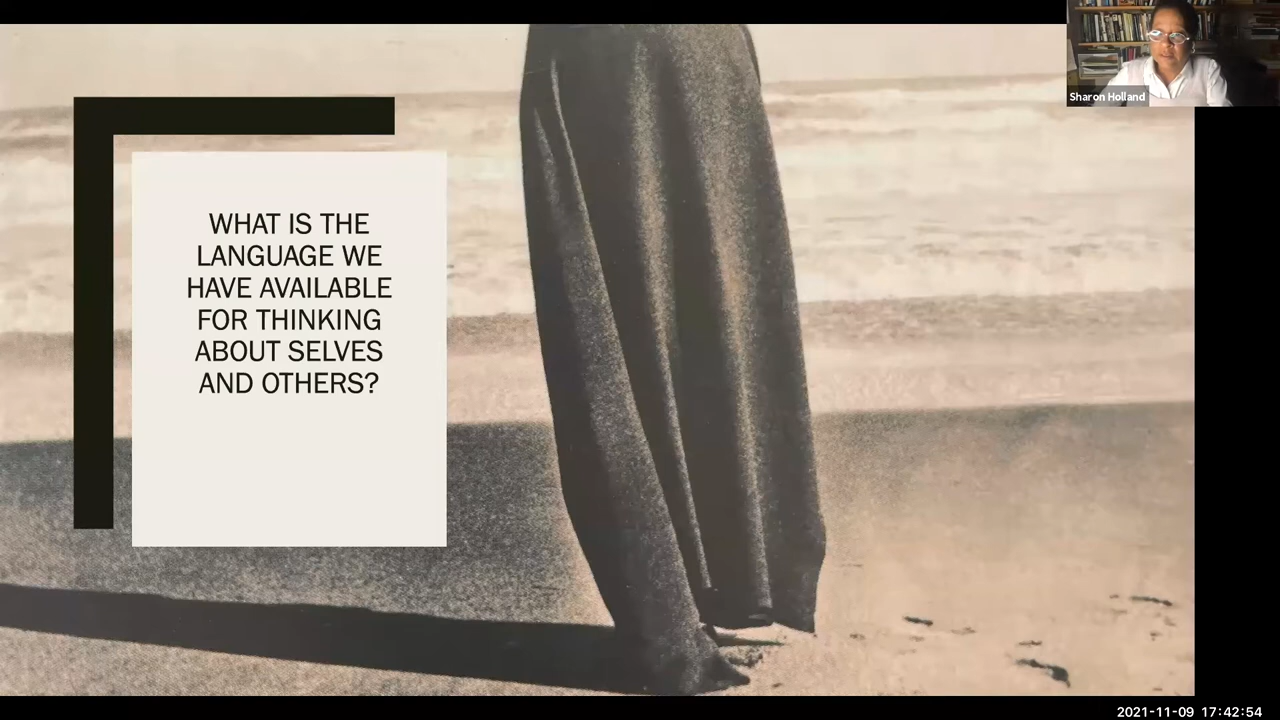 Sharon Holland
WHAT IS THE
LANGUAGE WE
HAVE AVAILABLE
FOR THINKING
ABOUT SELVES
AND OTHERS?
2021-11-09 17:42:54